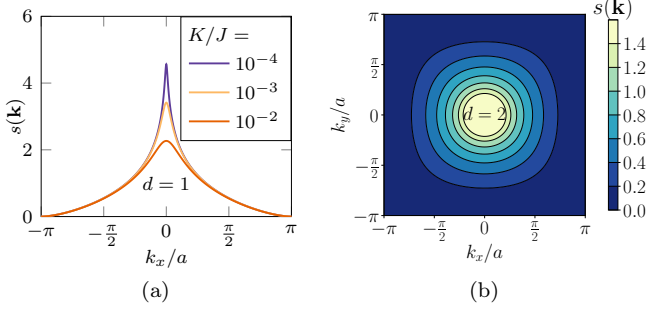 6
4
2
0
s(k)
K/J =
10⁻⁴
10⁻³
10⁻²
d = 1
−π
−π/2
0
π/2
π
k_x/a
(a)
π
π/2
0
−π/2
−π
k_y/a
d = 2
−π
−π/2
0
π/2
π
k_x/a
s(k)
1.4
1.2
1.0
0.8
0.6
0.4
0.2
0.0
(b)